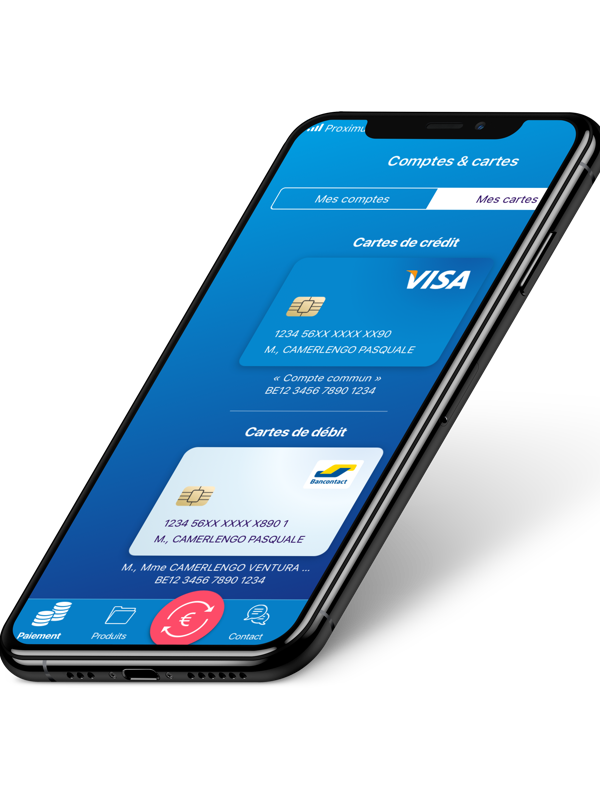 Proximu
Comptes & cartes
Mes comptes
Mes cartes
Cartes de crédit
VISA
1234 56XX XXXX XX90
M., CAMERLENGO PASQUALE
« Compte commun »
BE12 3456 7890 1234
Cartes de débit
Bancontact
1234 56XX XXXX X890 1
M., CAMERLENGO PASQUALE
M., Mme CAMERLENGO VENTURA ...
BE12 3456 7890 1234
Paiement
Produits
€
Contact